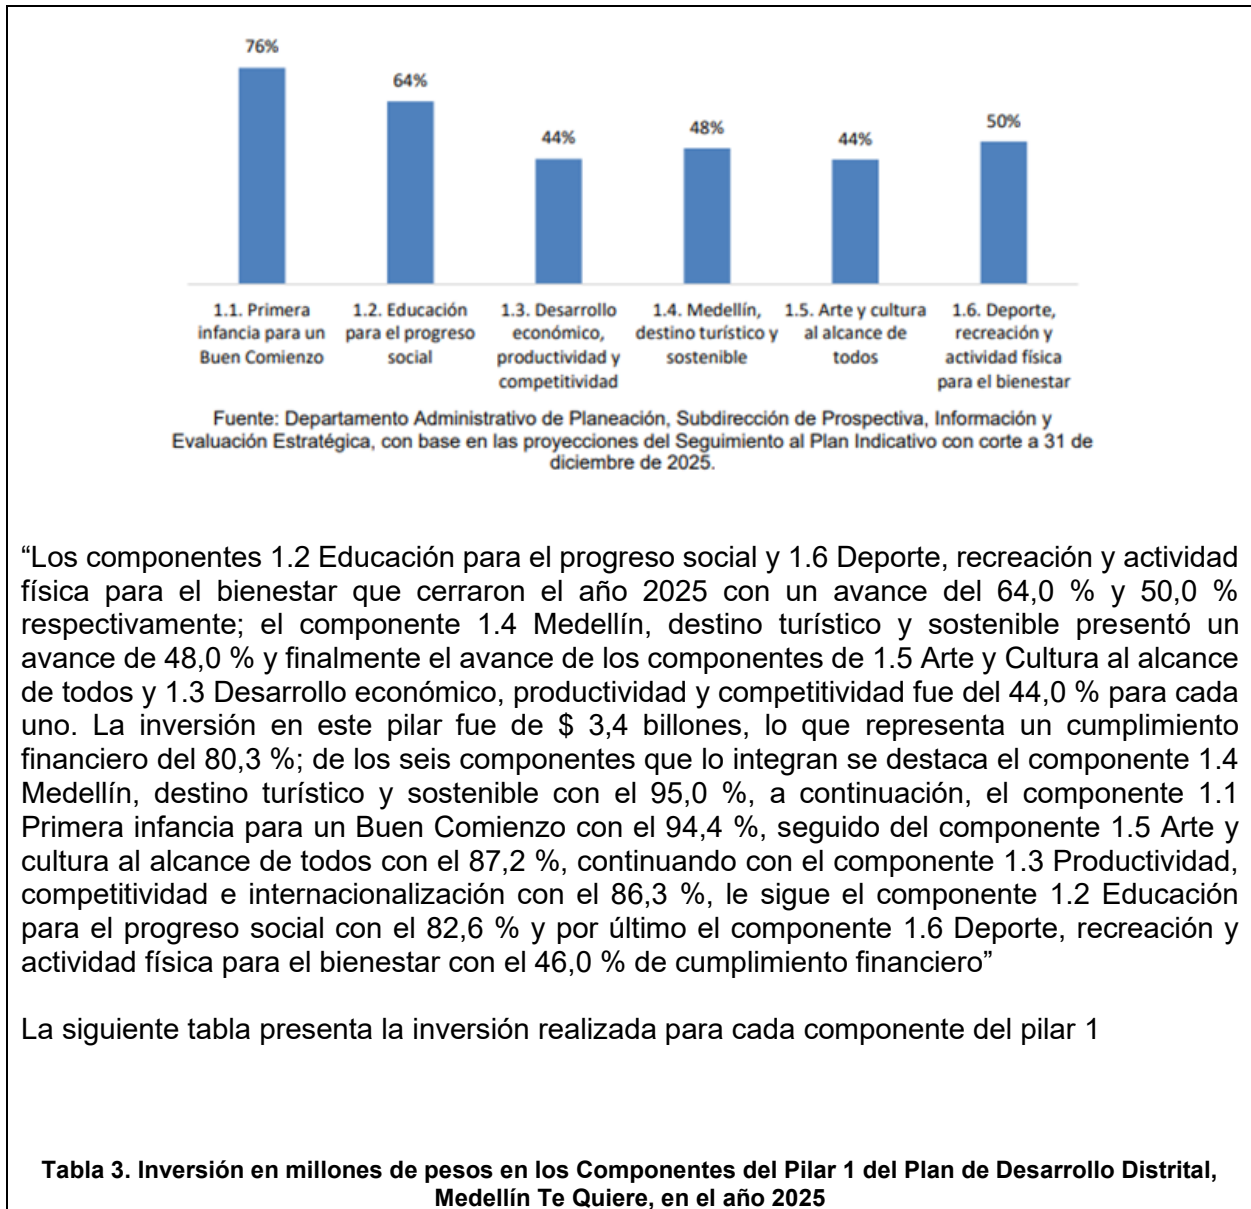 76%
64%
44%
48%
44%
50%
1.1. Primera
infancia para un
Buen Comienzo
1.2. Educación
para el progreso
social
1.3. Desarrollo
económico,
productividad y
competitividad
1.4. Medellín,
destino turístico y
sostenible
1.5. Arte y cultura
al alcance de
todos
1.6. Deporte,
recreación y
actividad física
para el bienestar
Fuente: Departamento Administrativo de Planeación, Subdirección de Prospectiva, Información y
Evaluación Estratégica, con base en las proyecciones del Seguimiento al Plan Indicativo con corte a 31 de
diciembre de 2025.
“Los componentes 1.2 Educación para el progreso social y 1.6 Deporte, recreación y actividad
física para el bienestar que cerraron el año 2025 con un avance del 64,0 % y 50,0 %
respectivamente; el componente 1.4 Medellín, destino turístico y sostenible presentó un
avance de 48,0 % y finalmente el avance de los componentes de 1.5 Arte y Cultura al alcance
de todos y 1.3 Desarrollo económico, productividad y competitividad fue del 44,0 % para cada
uno. La inversión en este pilar fue de $ 3,4 billones, lo que representa un cumplimiento
financiero del 80,3 %; de los seis componentes que lo integran se destaca el componente 1.4
Medellín, destino turístico y sostenible con el 95,0 %, a continuación, el componente 1.1
Primera infancia para un Buen Comienzo con el 94,4 %, seguido del componente 1.5 Arte y
cultura al alcance de todos con el 87,2 %, continuando con el componente 1.3 Productividad,
competitividad e internacionalización con el 86,3 %, le sigue el componente 1.2 Educación
para el progreso social con el 82,6 % y por último el componente 1.6 Deporte, recreación y
actividad física para el bienestar con el 46,0 % de cumplimiento financiero”
La siguiente tabla presenta la inversión realizada para cada componente del pilar 1
Tabla 3. Inversión en millones de pesos en los Componentes del Pilar 1 del Plan de Desarrollo Distrital,
Medellín Te Quiere, en el año 2025